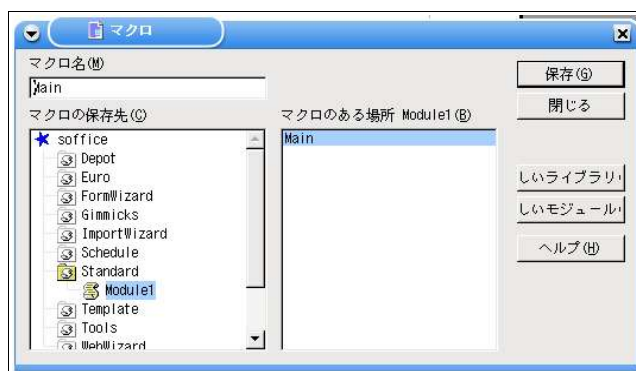 マクロ
マクロ名(M)
Main
マクロの保存先(C)
soffice
Depot
Euro
FormWizard
Gimmicks
ImportWizard
Schedule
Standard
Module1
Template
Tools
WebWizard
マクロのある場所 Module1(B)
Main
保存(G)
閉じる
しいライブラリ
しいモジュール
ヘルプ(H)